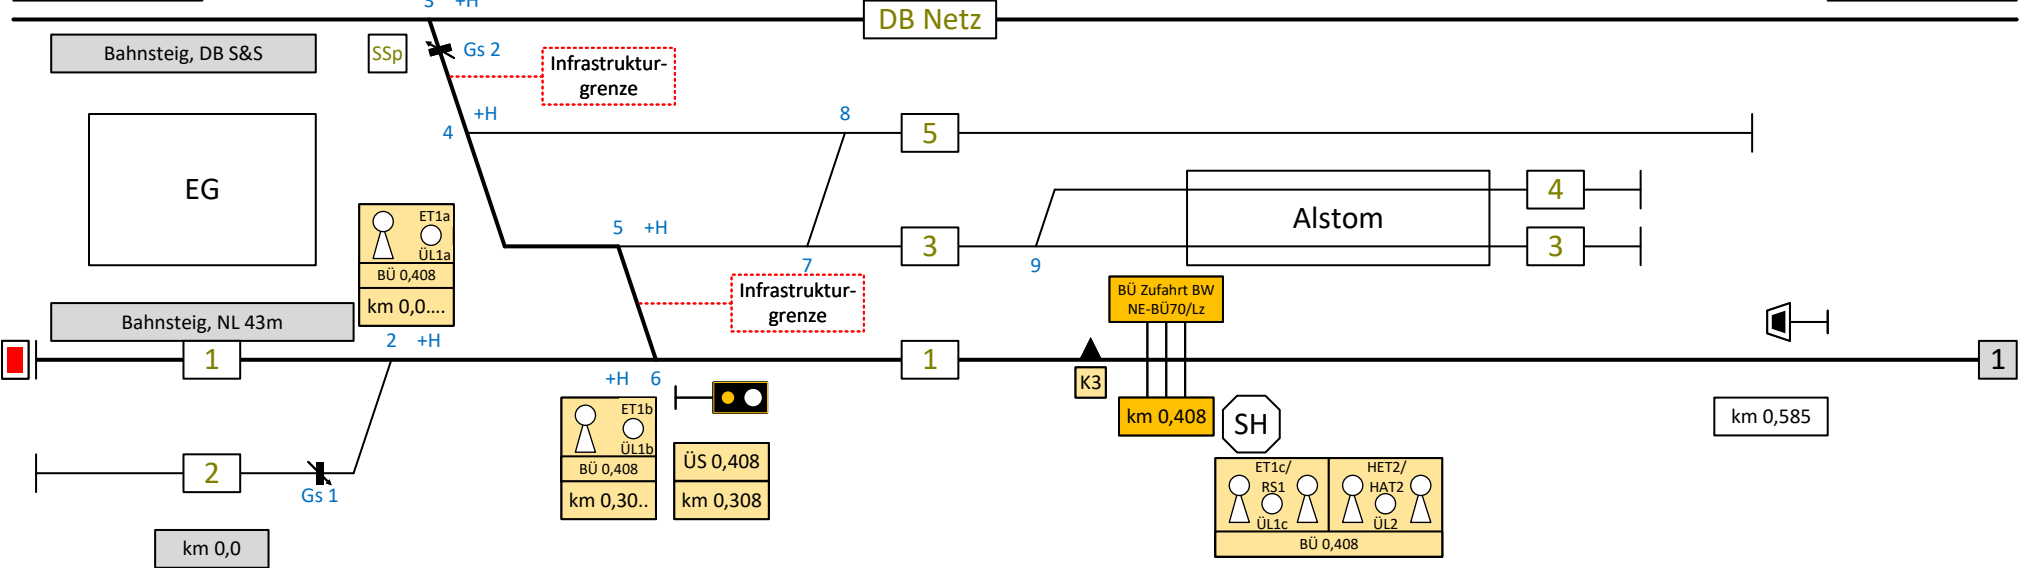 3 +H
DB Netz
Bahnsteig, DB S&S
SSp
Gs 2
Infrastruktur-
grenze
+H
4
8
5
EG
ET1a
ÜL1a
BÜ 0,408
km 0,0....
5 +H
3
7
9
Alstom
4
3
Infrastruktur-
grenze
BÜ Zufahrt BW
NE-BÜ70/Lz
Bahnsteig, NL 43m
2 +H
1
1
1
+H 6
K3
km 0,408
SH
km 0,585
ET1b
ÜL1b
BÜ 0,408
km 0,30..
ÜS 0,408
km 0,308
2
Gs 1
ET1c/
RS1
ÜL1c
HET2/
HAT2
ÜL2
BÜ 0,408
km 0,0